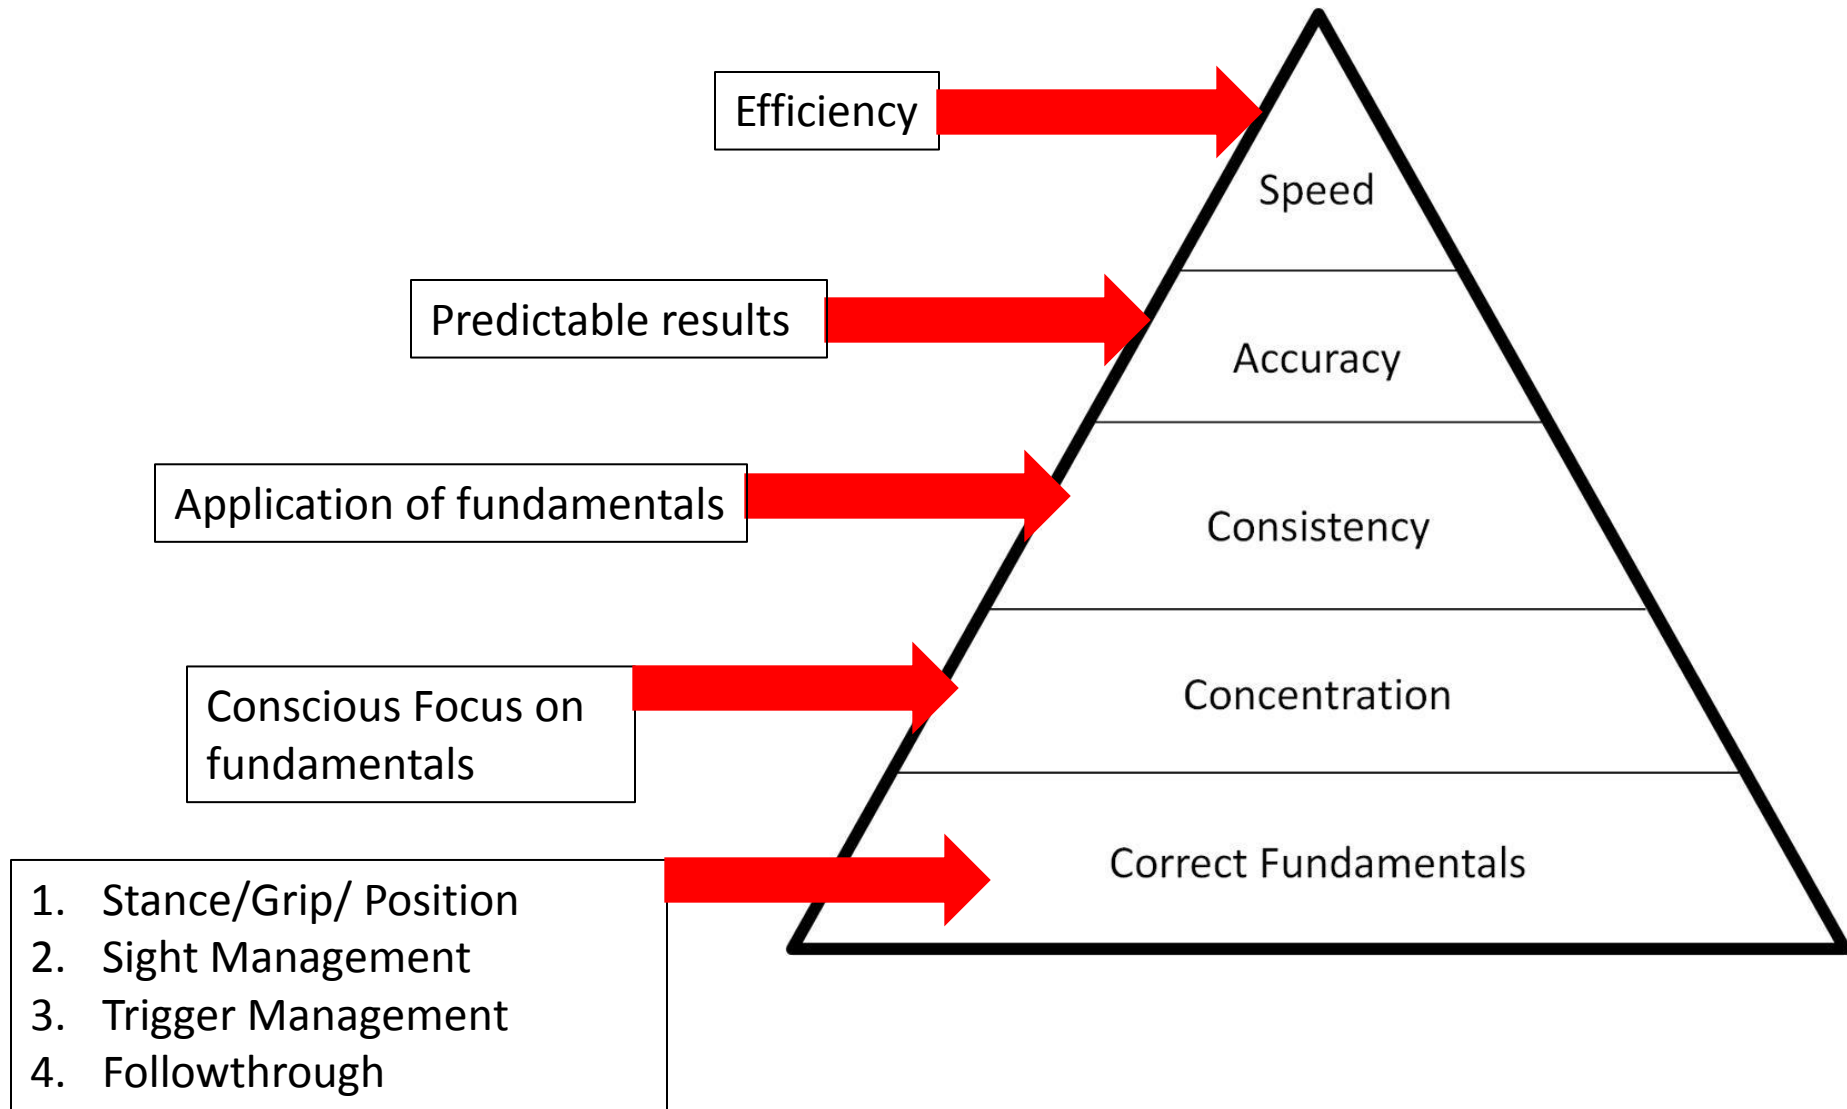 Efficiency
Speed
Predictable results
Accuracy
Application of fundamentals
Consistency
Conscious Focus on
fundamentals
Concentration
Correct Fundamentals
1. Stance/Grip/ Position
2. Sight Management
3. Trigger Management
4. Followthrough